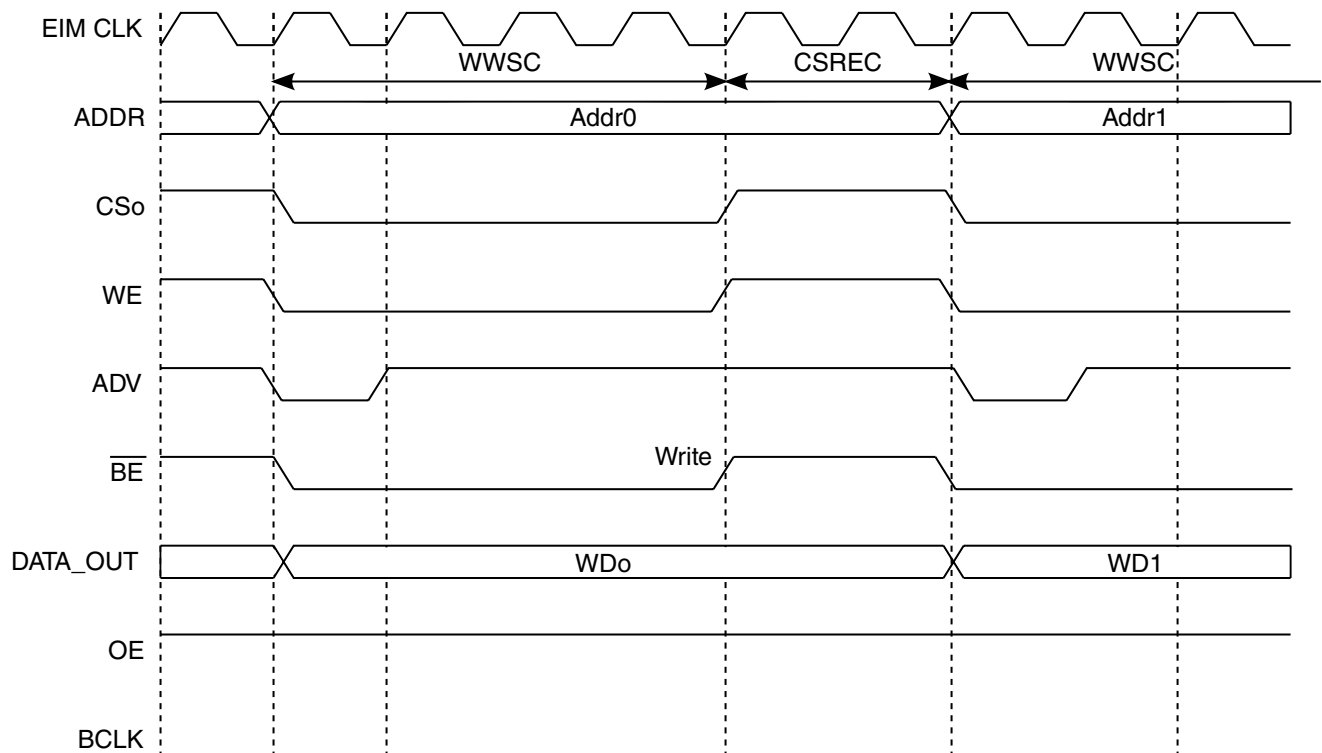 EIM CLK
WWSC CSREC WWSC
ADDR Addr0 Addr1
CSo
WE
ADV
BE Write
DATA_OUT WDo WD1
OE
BCLK